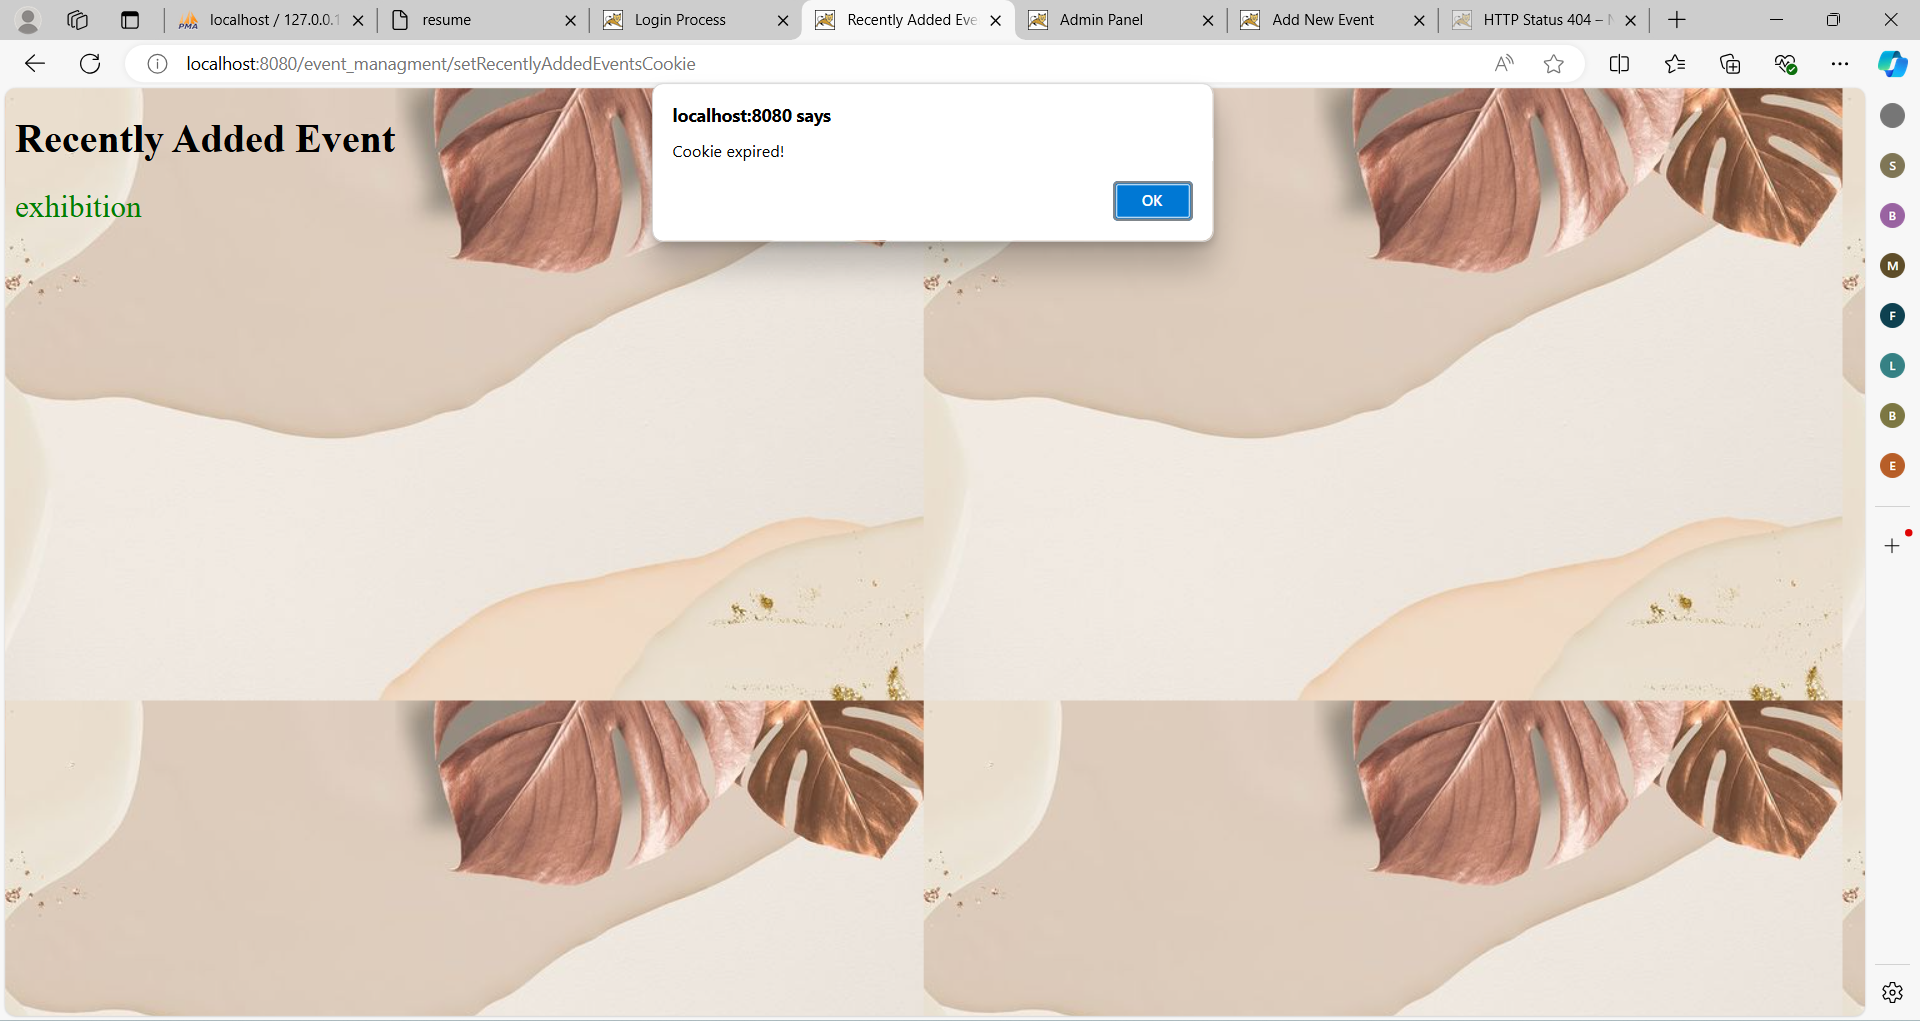 localhost / 127.0.0.1
resume
Login Process
Recently Added Eve
Admin Panel
Add New Event
HTTP Status 404 –
localhost:8080/event_managment/setRecentlyAddedEventsCookie
localhost:8080 says
Cookie expired!
OK
Recently Added Event
exhibition
S
B
M
F
L
B
E
PMA